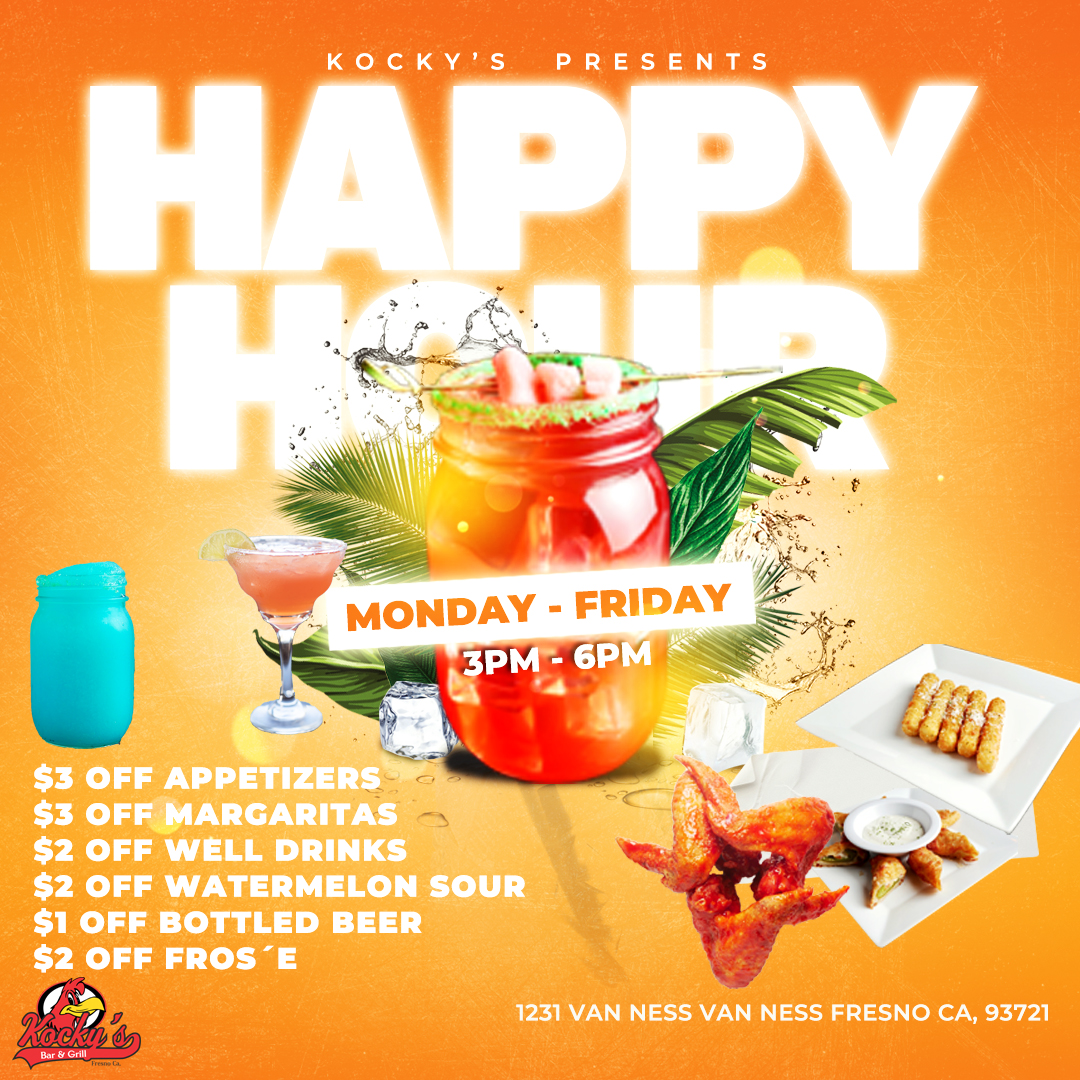 KOCKY'S PRESENTS
HAPPY
HOUR
MONDAY - FRIDAY
3PM - 6PM
$3 OFF APPETIZERS
$3 OFF MARGARITAS
$2 OFF WELL DRINKS
$2 OFF WATERMELON SOUR
$1 OFF BOTTLED BEER
$2 OFF FROS´E
Kocky's
Bar & Grill
Fresno Ca.
1231 VAN NESS VAN NESS FRESNO CA, 93721